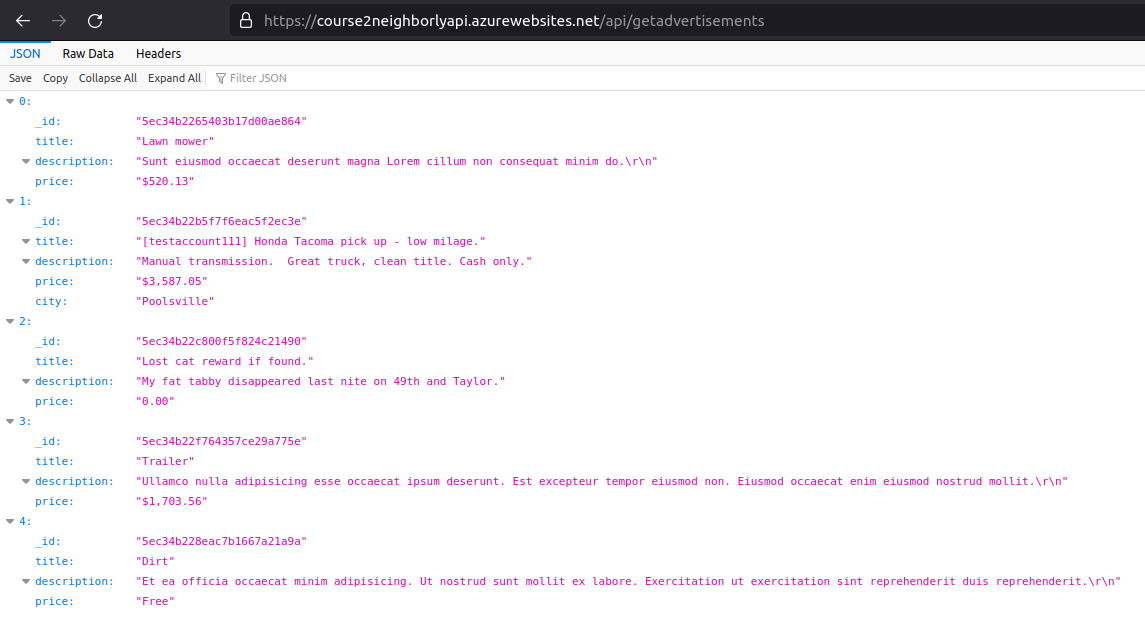 https://course2neighborlyapi.azurewebsites.net/api/getadvertisements
JSON Raw Data Headers
Save Copy Collapse All Expand All Filter JSON
0:
_id: "5ec34b2265403b17d00ae864"
title: "Lawn mower"
description: "Sunt eiusmod occaecat deserunt magna Lorem cillum non consequat minim do.\r\n"
price: "$520.13"
1:
_id: "5ec34b22b5f7f6eac5f2ec3e"
title: "[testaccount111] Honda Tacoma pick up - low milage."
description: "Manual transmission.  Great truck, clean title. Cash only."
price: "$3,587.05"
city: "Poolsville"
2:
_id: "5ec34b22c800f5f824c21490"
title: "Lost cat reward if found."
description: "My fat tabby disappeared last nite on 49th and Taylor."
price: "0.00"
3:
_id: "5ec34b22f764357ce29a775e"
title: "Trailer"
description: "Ullamco nulla adipisicing esse occaecat ipsum deserunt. Est excepteur tempor eiusmod non. Eiusmod occaecat enim eiusmod nostrud mollit.\r\n"
price: "$1,703.56"
4:
_id: "5ec34b228eac7b1667a21a9a"
title: "Dirt"
description: "Et ea officia occaecat minim adipisicing. Ut nostrud sunt mollit ex labore. Exercitation ut exercitation sint reprehenderit duis reprehenderit.\r\n"
price: "Free"